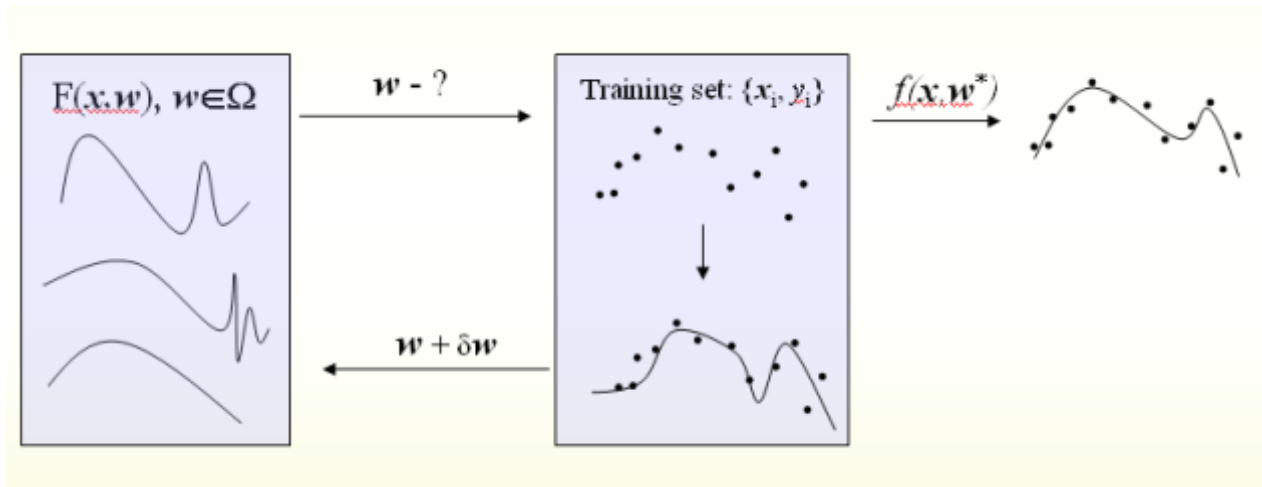 F(x,w), w∈Ω
w - ?
Training set: {xᵢ, yᵢ}
f(x,w*)
w + δw